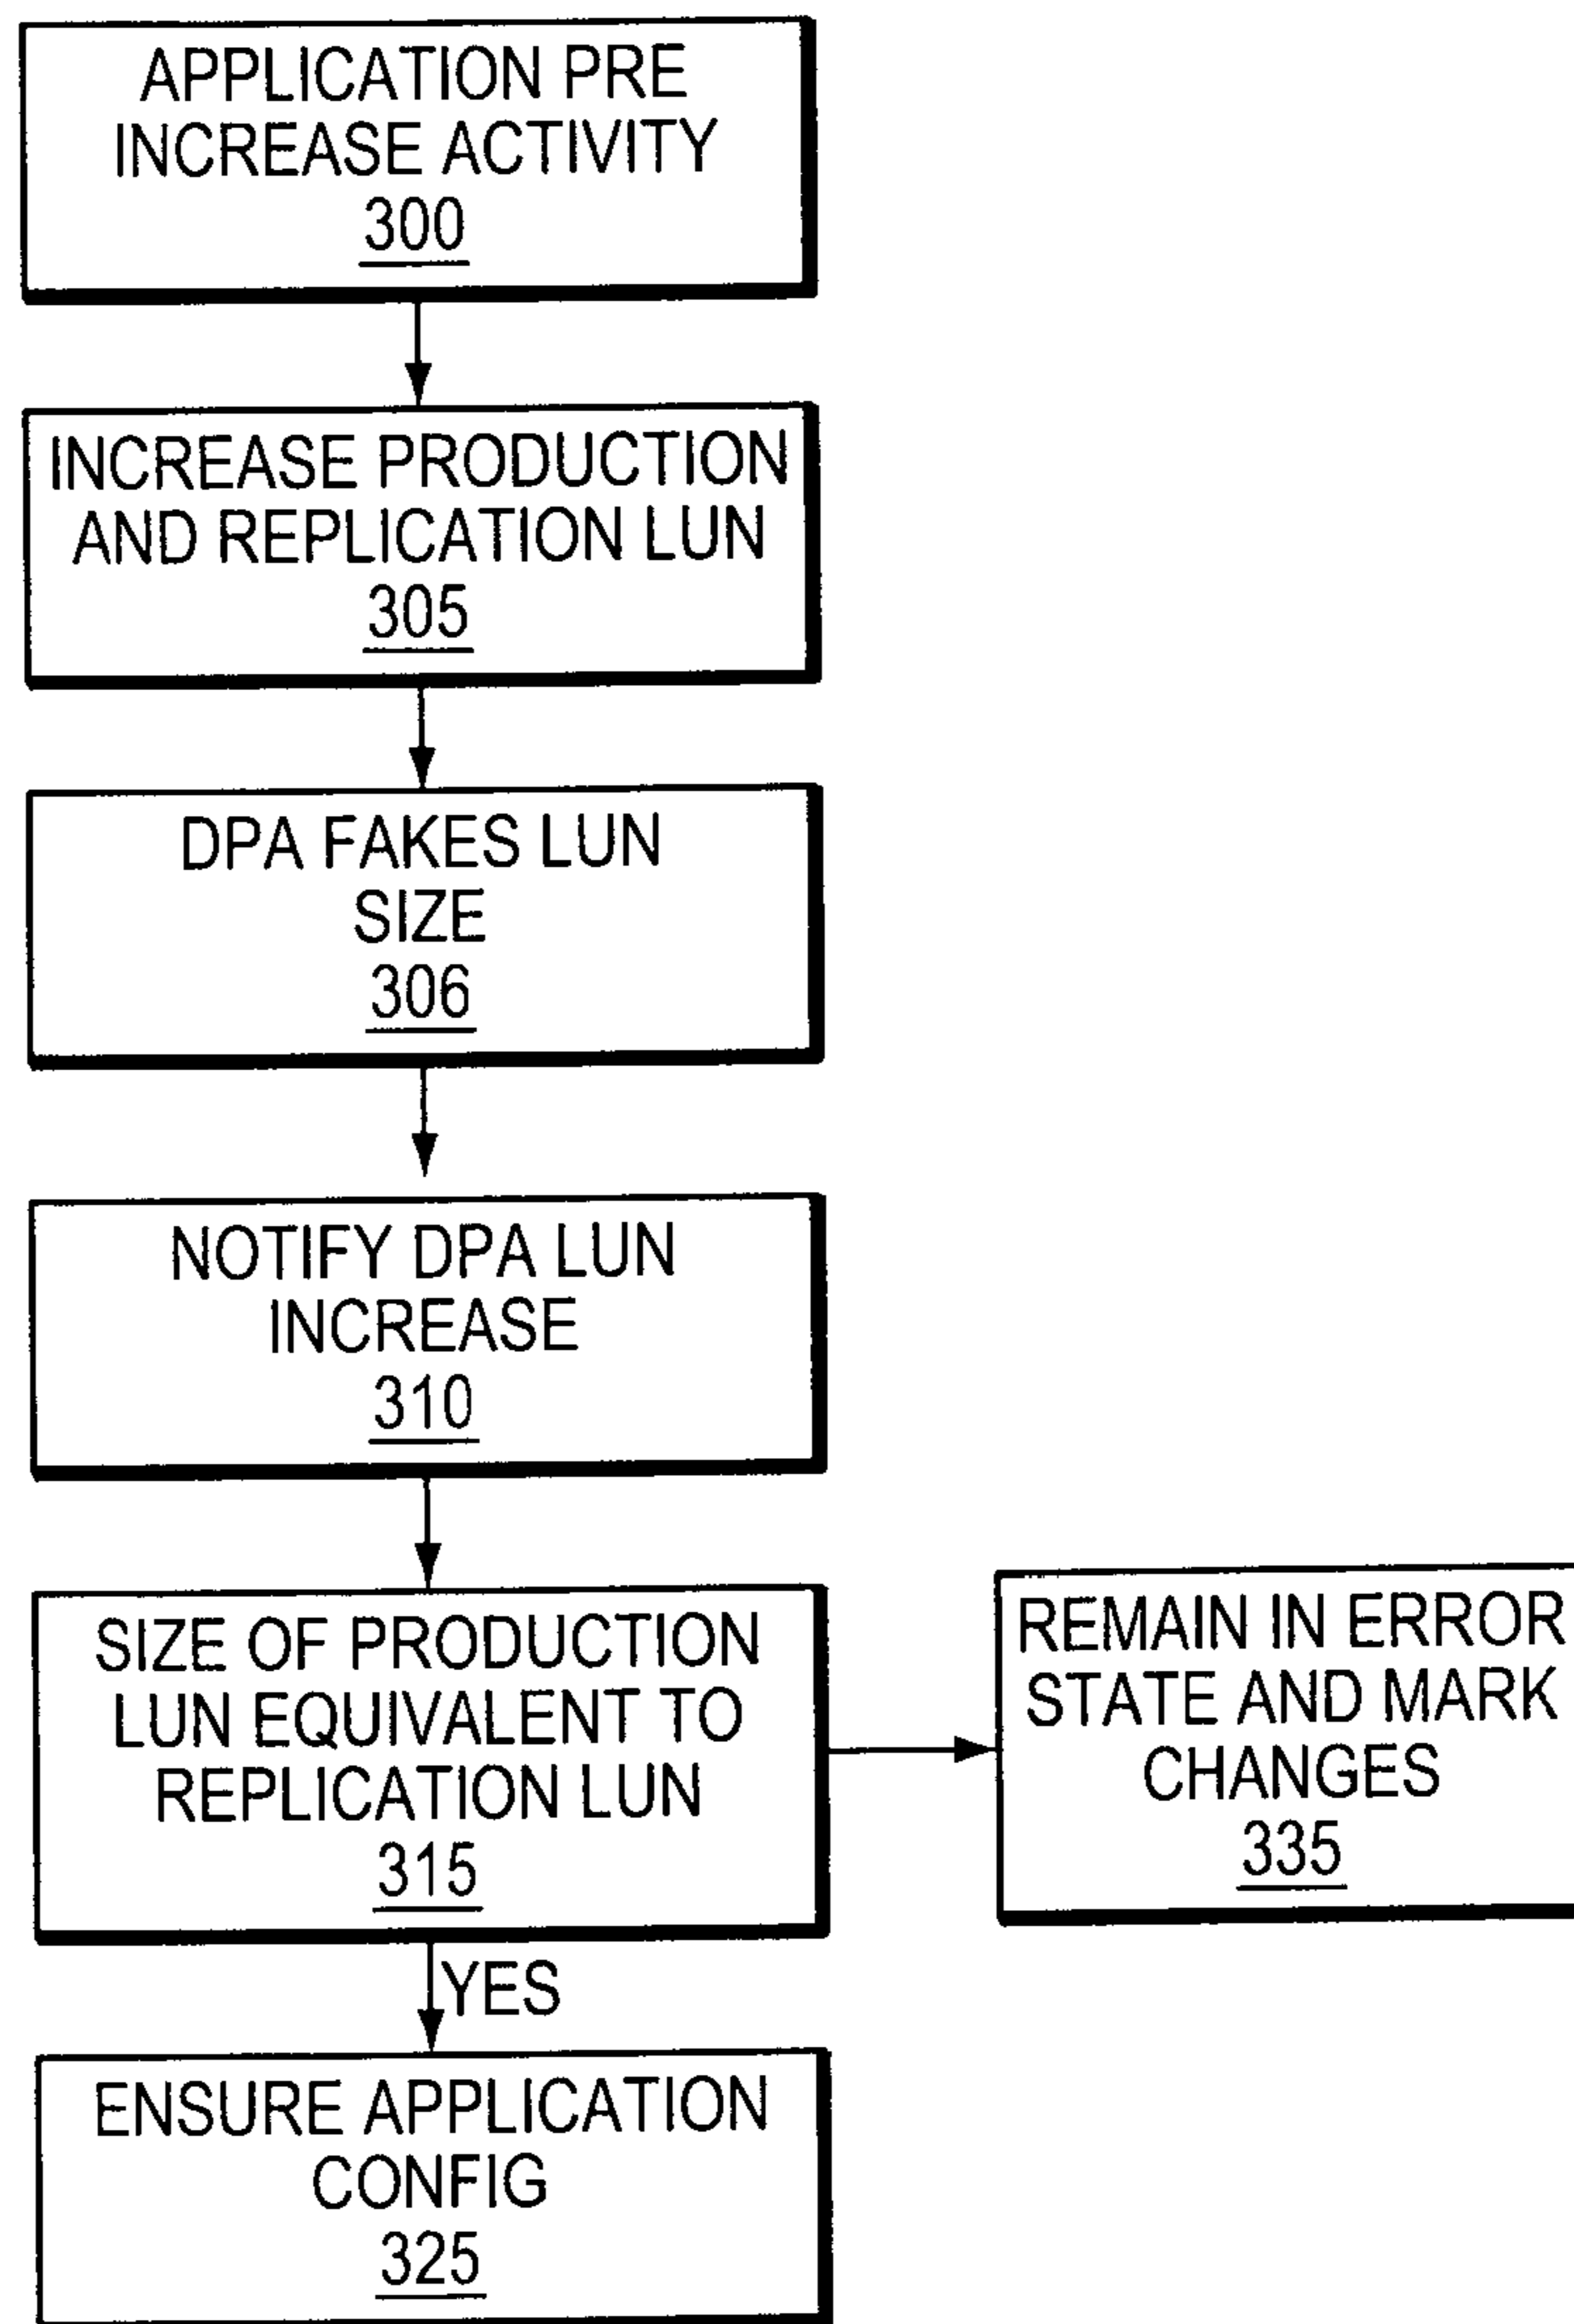 APPLICATION PRE
INCREASE ACTIVITY
300
INCREASE PRODUCTION
AND REPLICATION LUN
305
DPA FAKES LUN
SIZE
306
NOTIFY DPA LUN
INCREASE
310
SIZE OF PRODUCTION
LUN EQUIVALENT TO
REPLICATION LUN
315
REMAIN IN ERROR
STATE AND MARK
CHANGES
335
YES
ENSURE APPLICATION
CONFIG
325